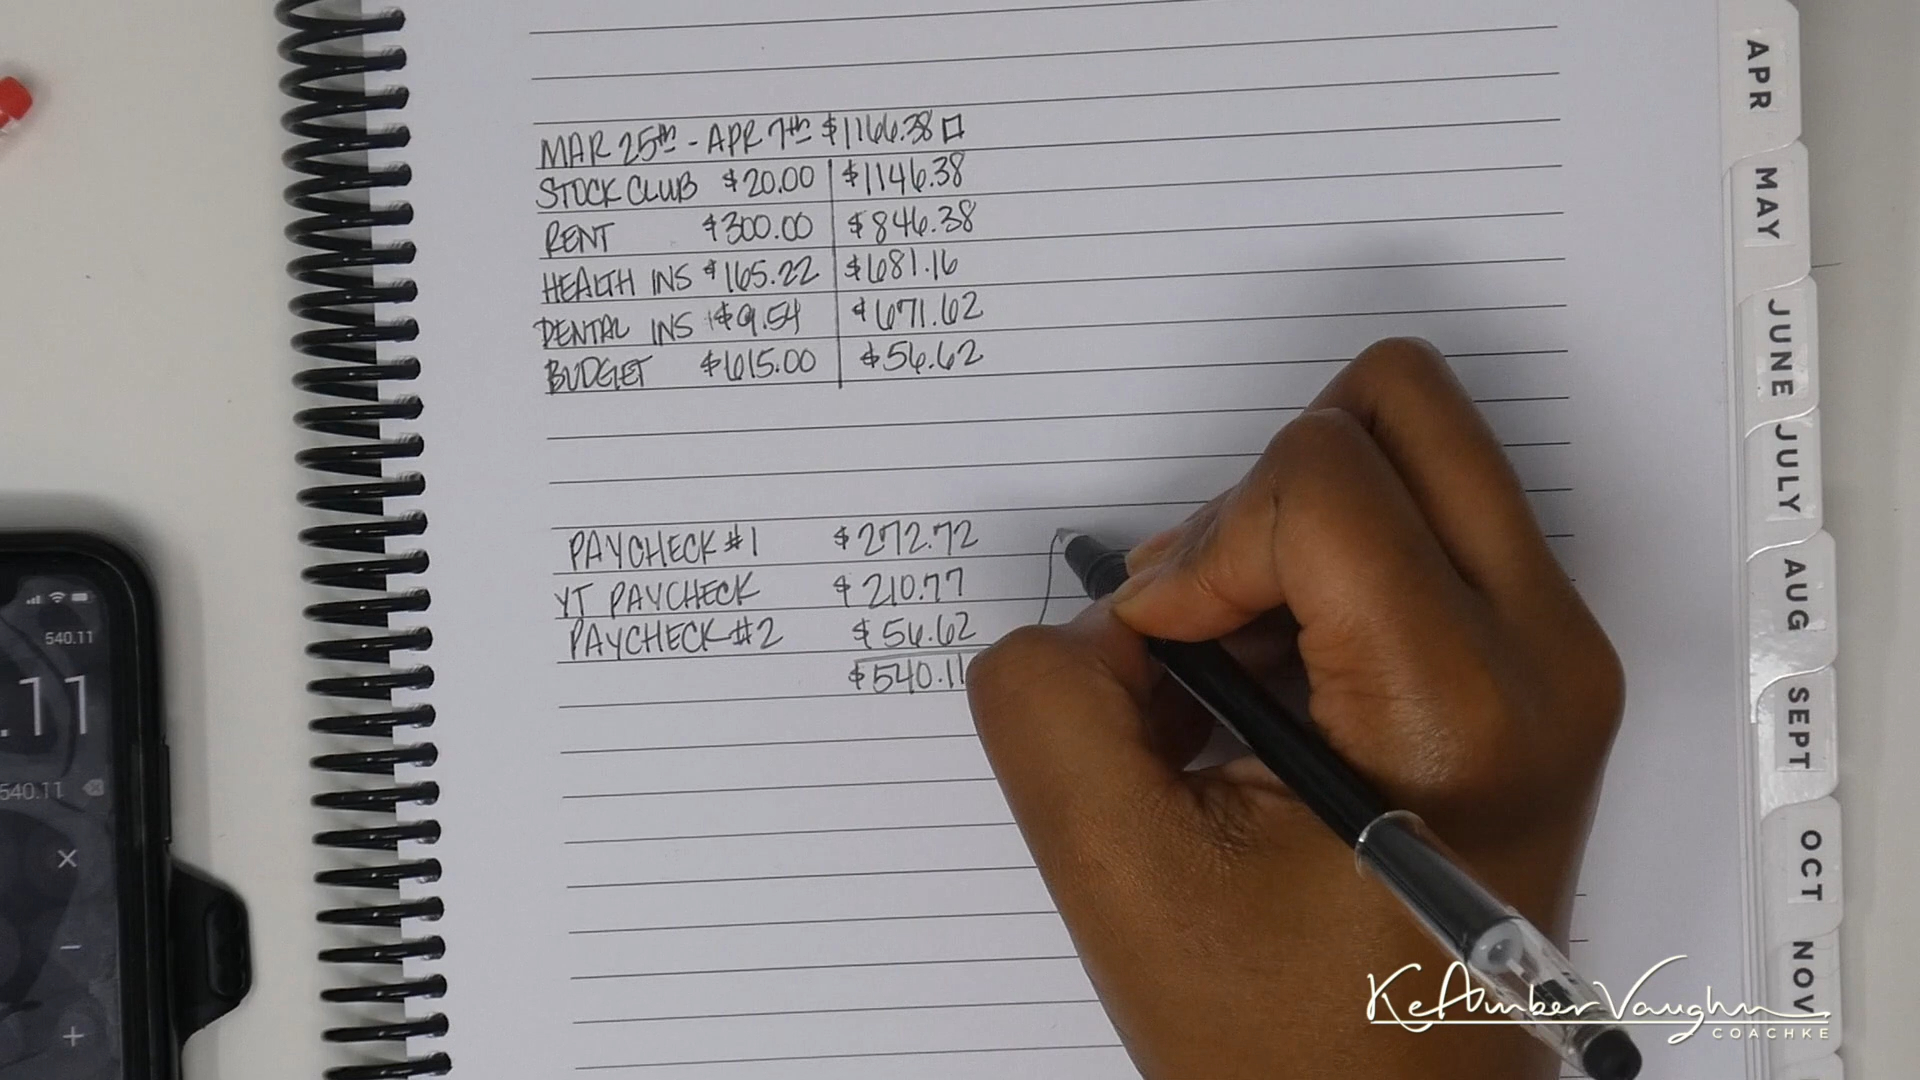 MAR 25th - APR 7th $1166.38
STOCK CLUB $20.00 $1146.38
RENT $300.00 $846.38
HEALTH INS $165.22 $681.16
DENTAL INS $9.54 $671.62
BUDGET $615.00 $56.62
PAYCHECK #1 $272.72
YT PAYCHECK $210.77
PAYCHECK #2 $56.62
$540.11
540.11
.11
540.11
×
−
+
APR
MAY
JUNE
JULY
AUG
SEPT
OCT
NOV
KeAmber Vaughn
COACHKE